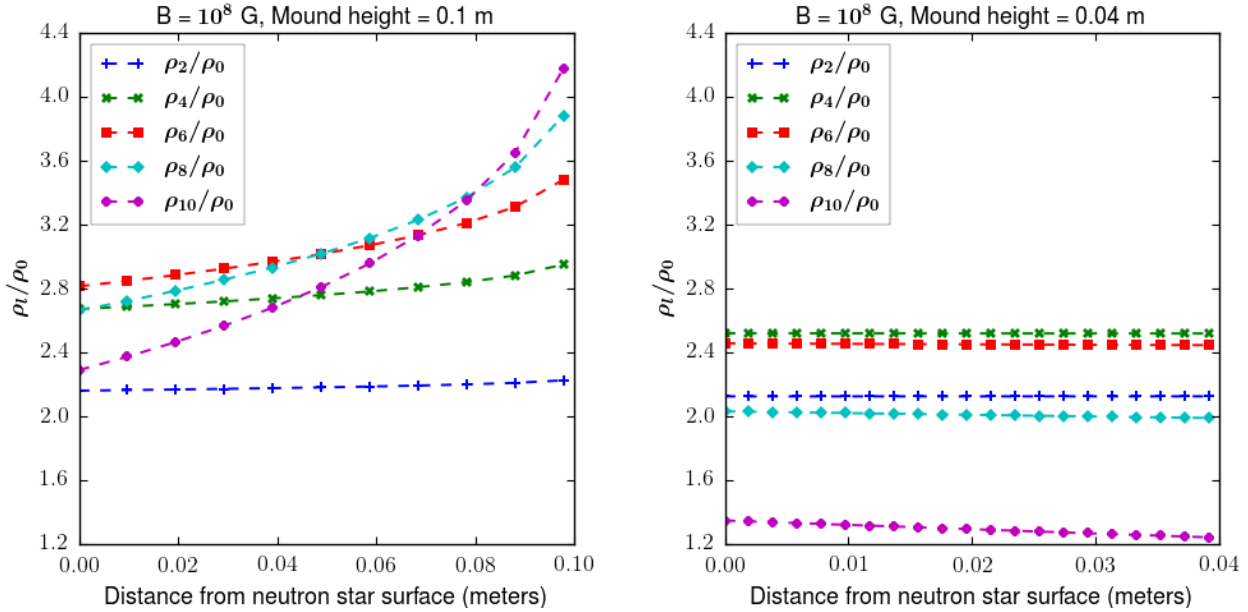 B = 10⁸ G, Mound height = 0.1 m
4.4
4.0
3.6
3.2
2.8
2.4
2.0
1.6
1.2
ρₗ/ρ₀
ρ₂/ρ₀
ρ₄/ρ₀
ρ₆/ρ₀
ρ₈/ρ₀
ρ₁₀/ρ₀
0.00 0.02 0.04 0.06 0.08 0.10
Distance from neutron star surface (meters)
B = 10⁸ G, Mound height = 0.04 m
4.4
4.0
3.6
3.2
2.8
2.4
2.0
1.6
1.2
ρₗ/ρ₀
ρ₂/ρ₀
ρ₄/ρ₀
ρ₆/ρ₀
ρ₈/ρ₀
ρ₁₀/ρ₀
0.00 0.01 0.02 0.03 0.04
Distance from neutron star surface (meters)